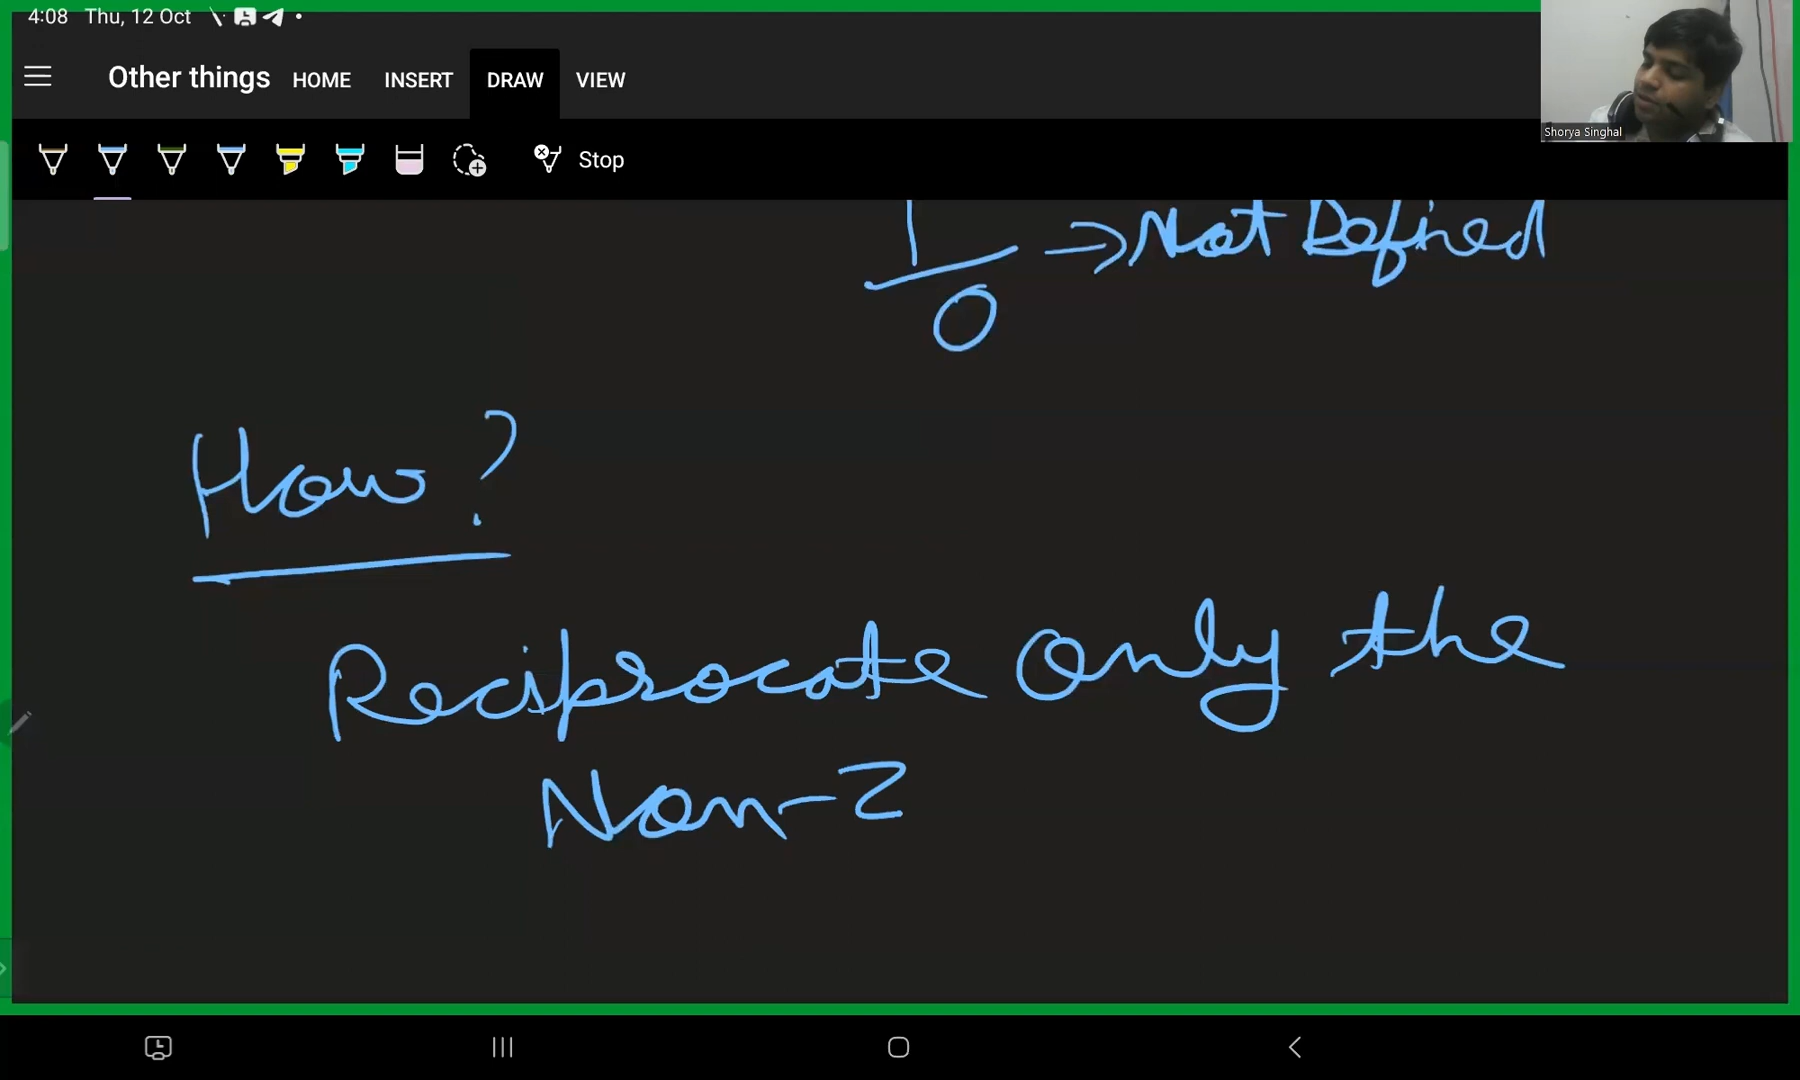 4:08 Thu, 12 Oct
Other things HOME INSERT DRAW VIEW
Shorya Singhal
Stop
1/0 → Not Defined
How?
Reciprocate only the
Non-Z